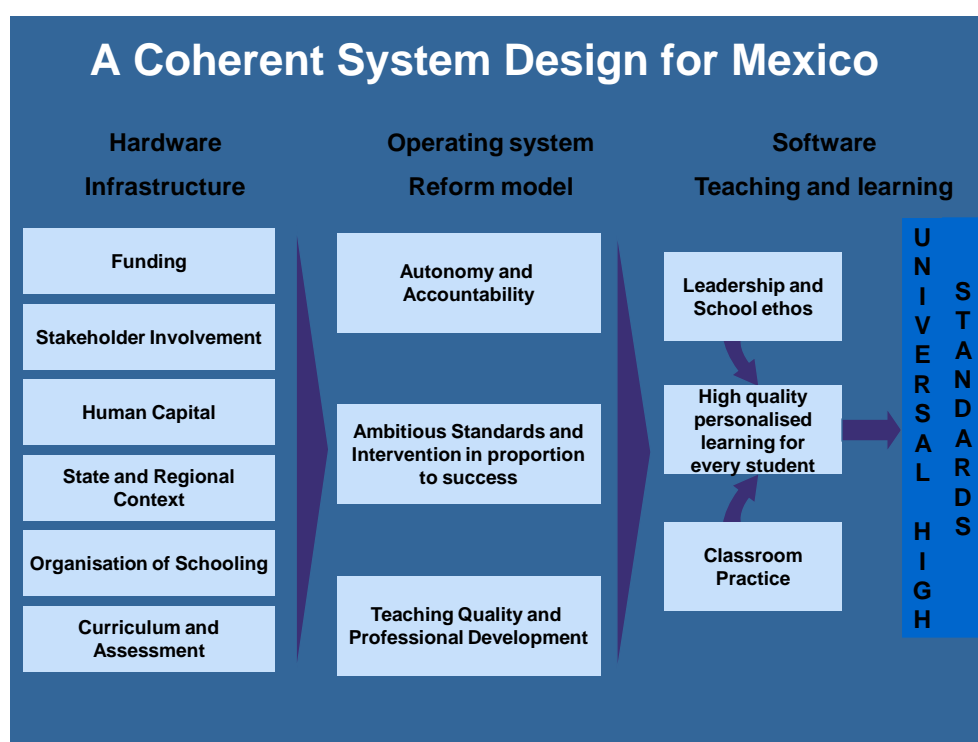 A Coherent System Design for Mexico
Hardware
Infrastructure
Funding
Stakeholder Involvement
Human Capital
State and Regional
Context
Organisation of Schooling
Curriculum and
Assessment
Operating system
Reform model
Autonomy and
Accountability
Ambitious Standards and
Intervention in proportion
to success
Teaching Quality and
Professional Development
Software
Teaching and learning
Leadership and
School ethos
High quality
personalised
learning for
every student
Classroom
Practice
UNIVERSAL HIGH
STANDARDS